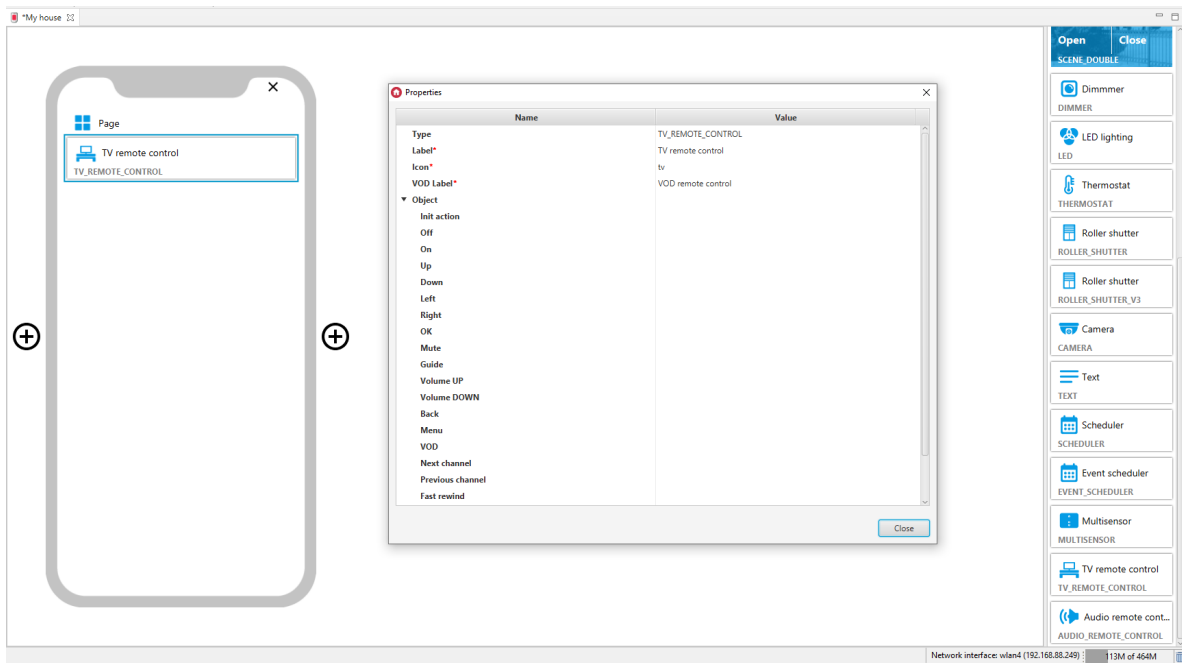 *My house
Page
TV remote control
TV_REMOTE_CONTROL
Properties
Name Value
Type TV_REMOTE_CONTROL
Label* TV remote control
Icon* tv
VOD Label* VOD remote control
Object
Init action
Off
On
Up
Down
Left
Right
OK
Mute
Guide
Volume UP
Volume DOWN
Back
Menu
VOD
Next channel
Previous channel
Fast rewind
Close
Open Close
SCENE_DOUBLE
Dimmmer
DIMMER
LED lighting
LED
Thermostat
THERMOSTAT
Roller shutter
ROLLER_SHUTTER
Roller shutter
ROLLER_SHUTTER_V3
Camera
CAMERA
Text
TEXT
Scheduler
SCHEDULER
Event scheduler
EVENT_SCHEDULER
Multisensor
MULTISENSOR
TV remote control
TV_REMOTE_CONTROL
Audio remote cont...
AUDIO_REMOTE_CONTROL
Network interface: wlan4 (192.168.88.249) 113M of 464M